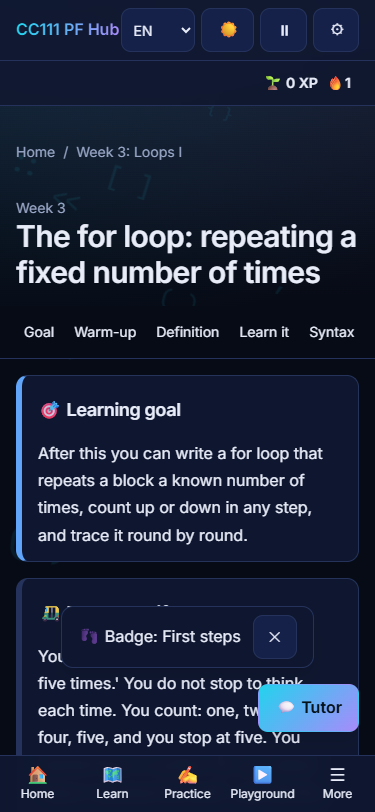 CC111 PF Hub
EN
0 XP 1
Home / Week 3: Loops I
Week 3
The for loop: repeating a
fixed number of times
Goal Warm-up Definition Learn it Syntax
Learning goal
After this you can write a for loop that
repeats a block a known number of
times, count up or down in any step,
and trace it round by round.
Badge: First steps
You
five times.' You do not stop to think
each time. You count: one,
four, five, and you stop at five. You
Tutor
Home Learn Practice Playground More